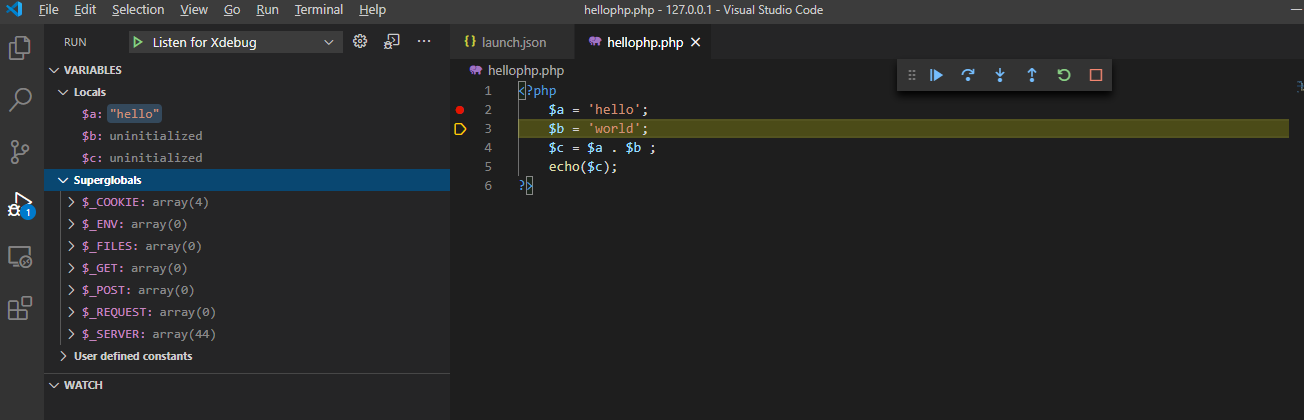 File Edit Selection View Go Run Terminal Help hellophp.php - 127.0.0.1 - Visual Studio Code
RUN Listen for Xdebug ...
launch.json hellophp.php
VARIABLES
hellophp.php
Locals
$a: "hello"
$b: uninitialized
$c: uninitialized
Superglobals
$_COOKIE: array(4)
$_ENV: array(0)
$_FILES: array(0)
$_GET: array(0)
$_POST: array(0)
$_REQUEST: array(0)
$_SERVER: array(44)
User defined constants
WATCH
1
1 <?php
2 $a = 'hello';
3 $b = 'world';
4 $c = $a . $b ;
5 echo($c);
6 ?>